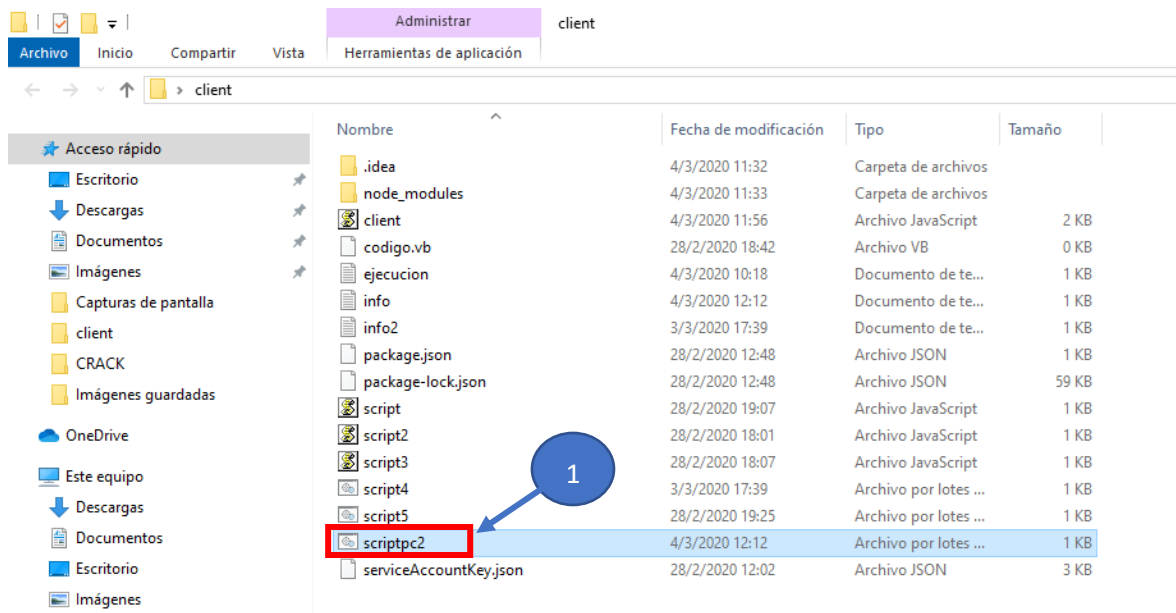 Administrar client
Archivo Inicio Compartir Vista Herramientas de aplicación
client
Nombre Fecha de modificación Tipo Tamaño
Acceso rápido
Escritorio
Descargas
Documentos
Imágenes
Capturas de pantalla
client
CRACK
Imágenes guardadas
OneDrive
Este equipo
Descargas
Documentos
Escritorio
Imágenes
.idea 4/3/2020 11:32 Carpeta de archivos
node_modules 4/3/2020 11:33 Carpeta de archivos
client 4/3/2020 11:56 Archivo JavaScript 2 KB
codigo.vb 28/2/2020 18:42 Archivo VB 0 KB
ejecucion 4/3/2020 10:18 Documento de te... 1 KB
info 4/3/2020 12:12 Documento de te... 1 KB
info2 3/3/2020 17:39 Documento de te... 1 KB
package.json 28/2/2020 12:48 Archivo JSON 1 KB
package-lock.json 28/2/2020 12:48 Archivo JSON 59 KB
script 28/2/2020 19:07 Archivo JavaScript 1 KB
script2 28/2/2020 18:01 Archivo JavaScript 1 KB
script3 28/2/2020 18:07 Archivo JavaScript 1 KB
script4 3/3/2020 17:39 Archivo por lotes ... 1 KB
script5 28/2/2020 19:25 Archivo por lotes ... 1 KB
scriptpc2 4/3/2020 12:12 Archivo por lotes ... 1 KB
serviceAccountKey.json 28/2/2020 12:02 Archivo JSON 3 KB
1